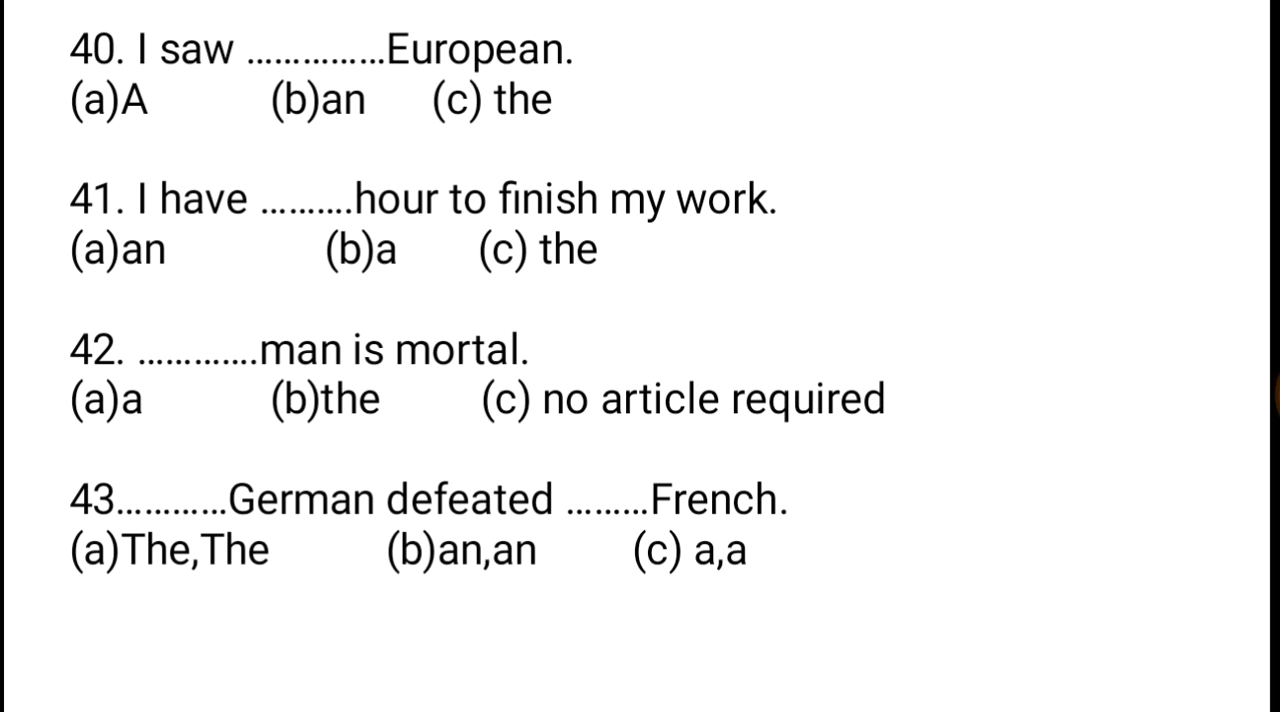 40. I saw ...............European.
(a)A (b)an (c) the
41. I have ..........hour to finish my work.
(a)an (b)a (c) the
42. .............man is mortal.
(a)a (b)the (c) no article required
43............German defeated .........French.
(a)The,The (b)an,an (c) a,a